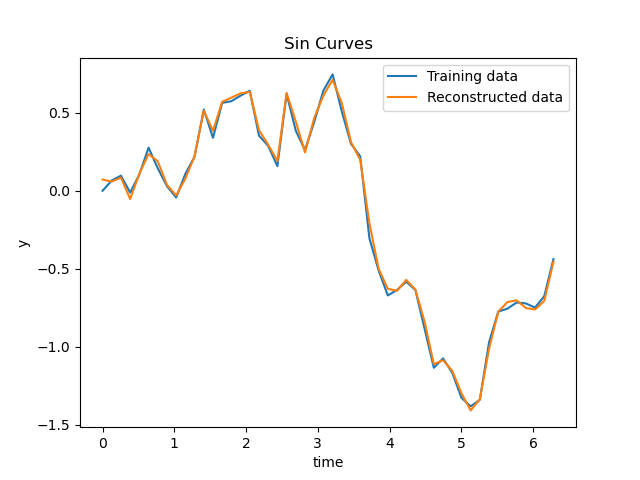 Sin Curves
Training data
Reconstructed data
0.5
0.0
−0.5
−1.0
−1.5
y
0 1 2 3 4 5 6
time